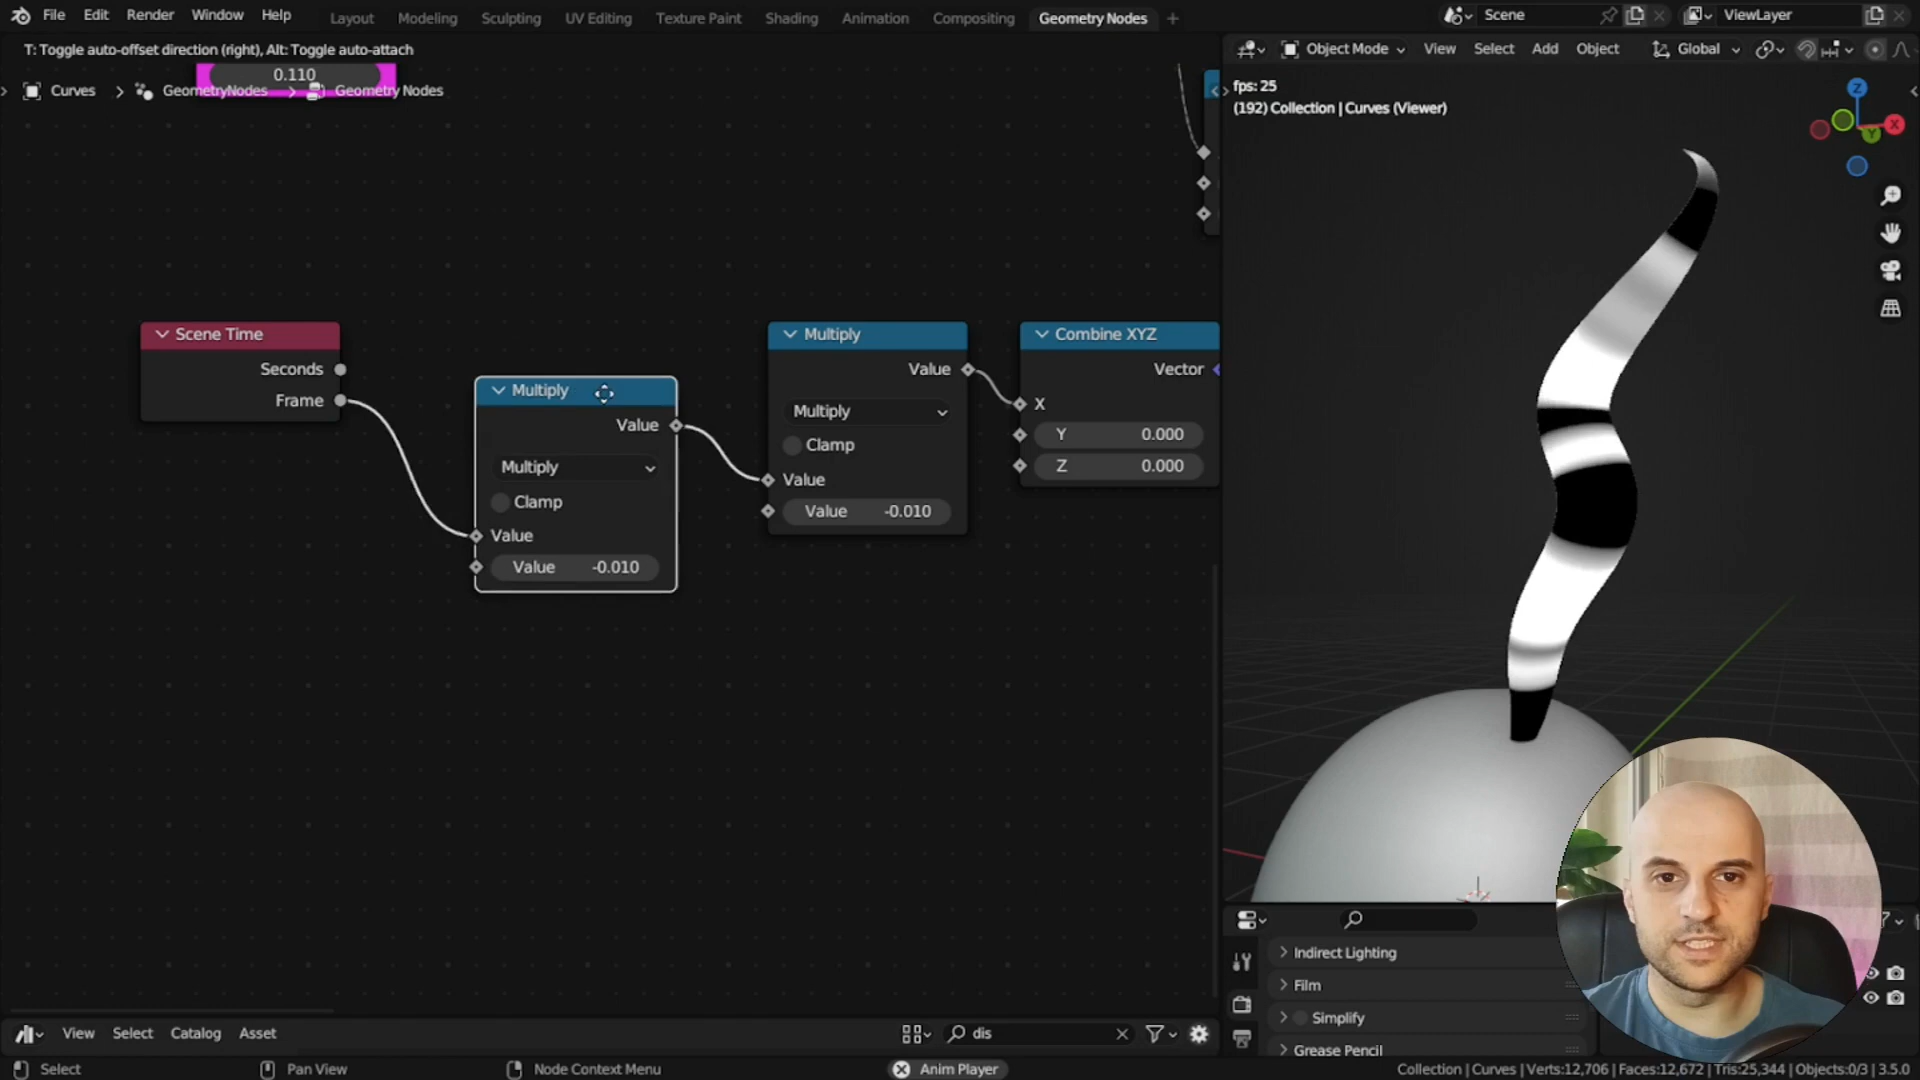 File Edit Render Window Help Layout Modeling Sculpting UV Editing Texture Paint Shading Animation Compositing Geometry Nodes + Scene ViewLayer
T: Toggle auto-offset direction (right), Alt: Toggle auto-attach
Object Mode View Select Add Object Global
0.110
Curves > GeometryNodes > Geometry Nodes
fps: 25
(192) Collection | Curves (Viewer)
Z
X
Y
Scene Time
Seconds
Frame
Multiply
Value
Multiply
Clamp
Value
Value -0.010
Multiply
Value
Multiply
Clamp
Value
Value -0.010
Combine XYZ
Vector
X
Y 0.000
Z 0.000
Indirect Lighting
Film
Simplify
Grease Pencil
View Select Catalog Asset dis
Select Pan View Node Context Menu Anim Player Collection | Curves | Verts:12,706 | Faces:12,672 | Tris:25,344 | Objects:0/3 | 3.5.0